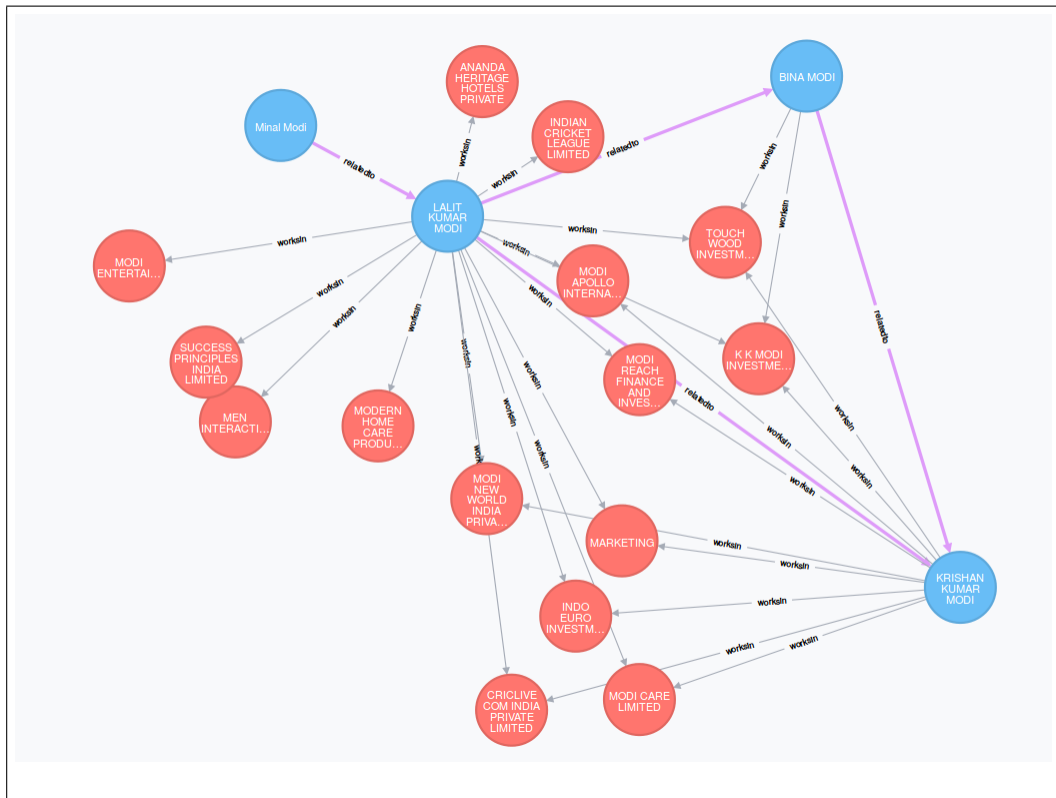 ANANDA
HERITAGE
HOTELS
PRIVATE
BINA MODI
Minal Modi
INDIAN
CRICKET
LEAGUE
LIMITED
worksIn
relatedto
worksIn
relatedto
worksIn
LALIT
KUMAR
MODI
worksIn
worksIn
worksIn
worksIn
TOUCH
WOOD
INVESTM...
MODI
ENTERTAI...
MODI
APOLLO
INTERNA...
worksIn
worksIn
worksIn
worksIn
relatedto
worksIn
SUCCESS
PRINCIPLES
INDIA
LIMITED
K K MODI
INVESTME...
MODI
REACH
FINANCE
AND
INVES...
worksIn
relatedto
MEN
INTERACTI...
MODERN
HOME
CARE
PRODU...
worksIn
worksIn
worksIn
work
worksIn
worksIn
worksIn
MODI
NEW
WORLD
INDIA
PRIVA...
MARKETING
worksIn
worksIn
KRISHAN
KUMAR
MODI
INDO
EURO
INVESTM...
worksIn
worksIn
worksIn
CRICLIVE
COM INDIA
PRIVATE
LIMITED
MODI CARE
LIMITED